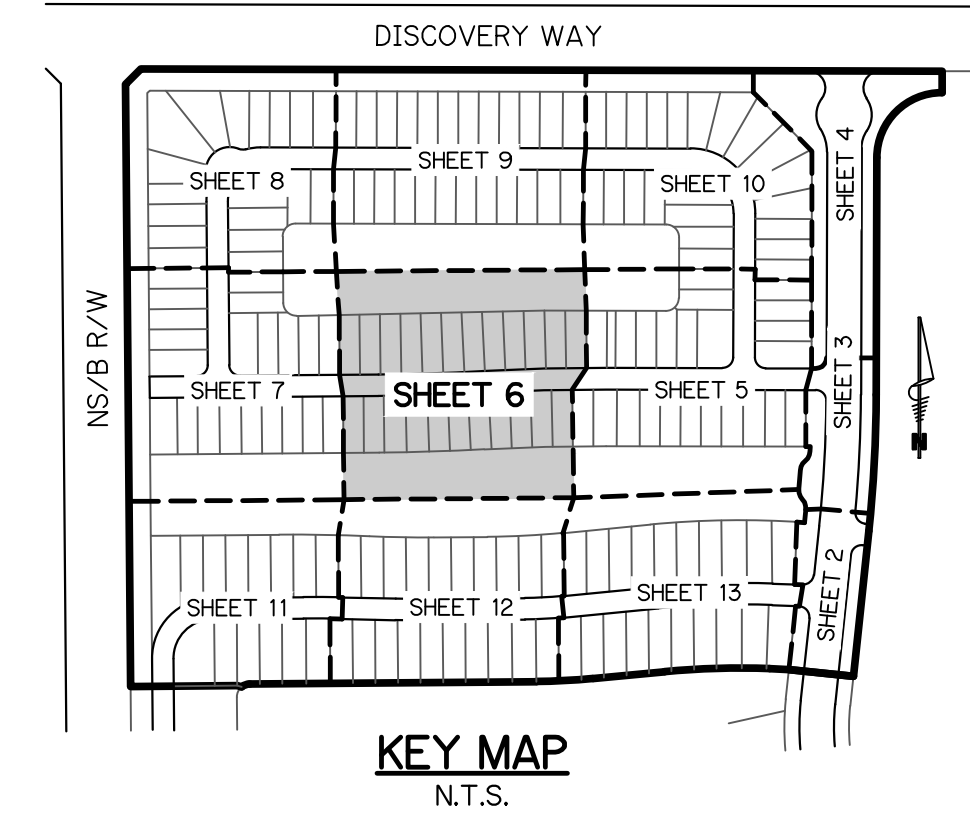 DISCOVERY WAY
SHEET 4
SHEET 9
SHEET 8
SHEET 10
NS/B R/W
SHEET 3
SHEET 7
SHEET 6
SHEET 5
N
SHEET 2
SHEET 11
SHEET 12
SHEET 13
KEY MAP
N.T.S.